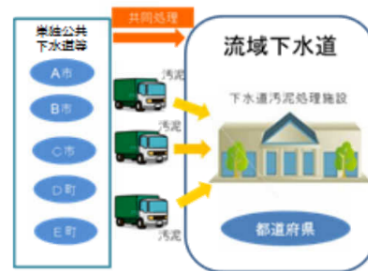 単独公共
下水道等
共同処理
流域下水道
A市
B市
C市
D町
E町
汚泥
汚泥
汚泥
下水道汚泥処理施設
都道府県